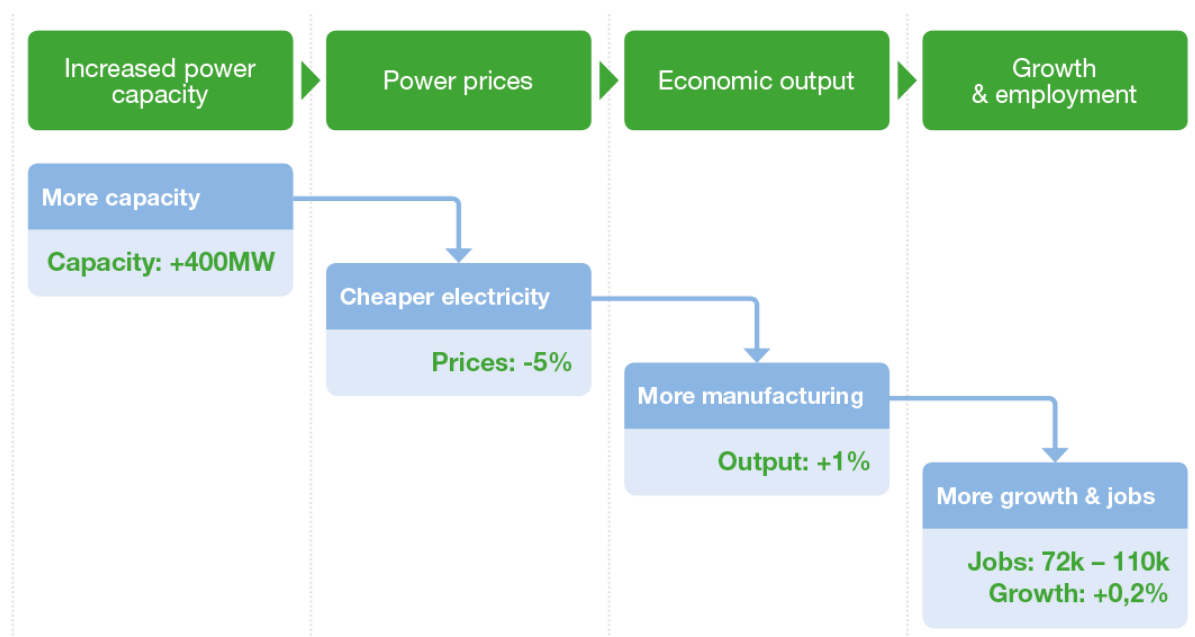 Increased power
capacity
Power prices
Economic output
Growth
& employment
More capacity
Capacity: +400MW
Cheaper electricity
Prices: -5%
More manufacturing
Output: +1%
More growth & jobs
Jobs: 72k – 110k
Growth: +0,2%